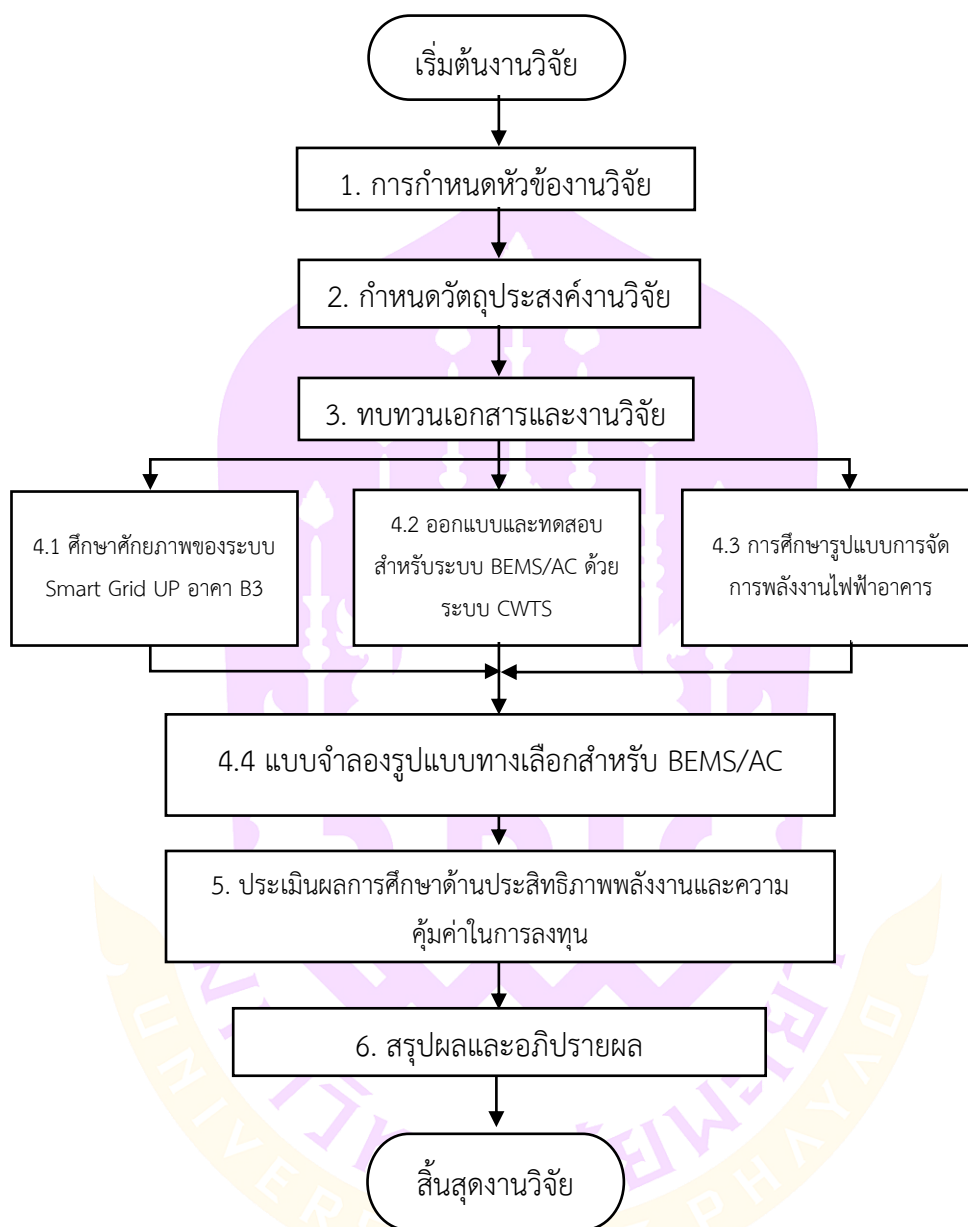 เริ่มต้นงานวิจัย
1. การกำหนดหัวข้องานวิจัย
2. กำหนดวัตถุประสงค์งานวิจัย
3. ทบทวนเอกสารและงานวิจัย
4.1 ศึกษาศักยภาพของระบบ
Smart Grid UP อาคา B3
4.2 ออกแบบและทดสอบ
สำหรับระบบ BEMS/AC ด้วย
ระบบ CWTS
4.3 การศึกษารูปแบบการจัด
การพลังงานไฟฟ้าอาคาร
4.4 แบบจำลองรูปแบบทางเลือกสำหรับ BEMS/AC
5. ประเมินผลการศึกษาด้านประสิทธิภาพพลังงานและความ
คุ้มค่าในการลงทุน
6. สรุปผลและอภิปรายผล
สิ้นสุดงานวิจัย